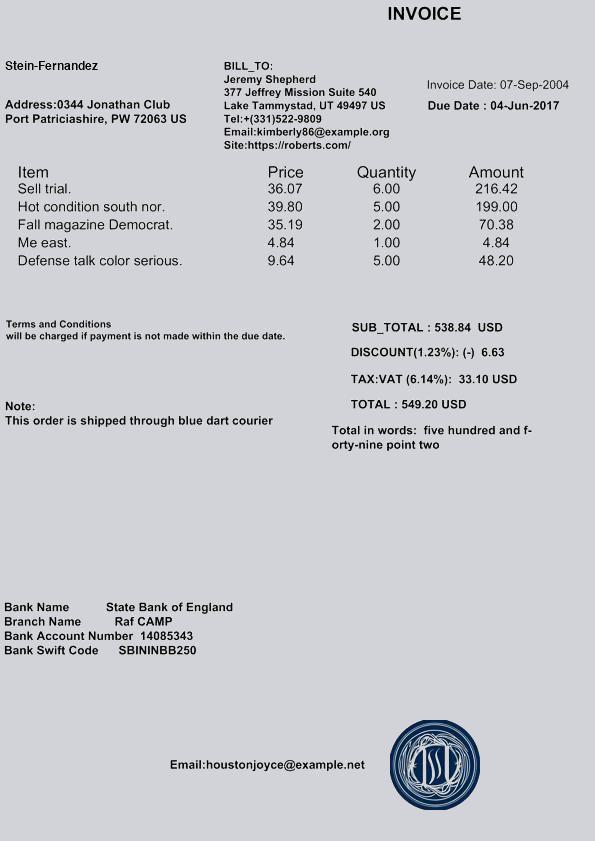 INVOICE
Stein-Fernandez
Address:0344 Jonathan Club
Port Patriciashire, PW 72063 US
BILL_TO:
Jeremy Shepherd
377 Jeffrey Mission Suite 540
Lake Tammystad, UT 49497 US
Tel:+(331)522-9809
Email:kimberly86@example.org
Site:https://roberts.com/
Invoice Date: 07-Sep-2004
Due Date : 04-Jun-2017
Item Price Quantity Amount
Sell trial. 36.07 6.00 216.42
Hot condition south nor. 39.80 5.00 199.00
Fall magazine Democrat. 35.19 2.00 70.38
Me east. 4.84 1.00 4.84
Defense talk color serious. 9.64 5.00 48.20
Terms and Conditions
will be charged if payment is not made within the due date.
SUB_TOTAL : 538.84 USD
DISCOUNT(1.23%): (-) 6.63
TAX:VAT (6.14%): 33.10 USD
TOTAL : 549.20 USD
Note:
This order is shipped through blue dart courier
Total in words: five hundred and f-
orty-nine point two
Bank Name State Bank of England
Branch Name Raf CAMP
Bank Account Number 14085343
Bank Swift Code SBININBB250
Email:houstonjoyce@example.net